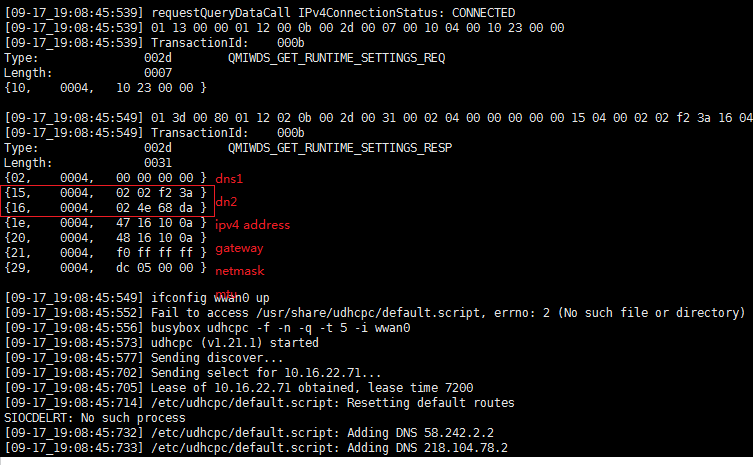 [09-17_19:08:45:539] requestQueryDataCall IPv4ConnectionStatus: CONNECTED
[09-17_19:08:45:539] 01 13 00 00 01 12 00 0b 00 2d 00 07 00 10 04 00 10 23 00 00
[09-17_19:08:45:539] TransactionId:    000b
Type:               002d        QMIWDS_GET_RUNTIME_SETTINGS_REQ
Length:             0007
{10,    0004,   10 23 00 00 }
[09-17_19:08:45:549] 01 3d 00 80 01 12 02 0b 00 2d 00 31 00 02 04 00 00 00 00 00 15 04 00 02 02 f2 3a 16 04
[09-17_19:08:45:549] TransactionId:    000b
Type:               002d        QMIWDS_GET_RUNTIME_SETTINGS_RESP
Length:             0031
{02,    0004,   00 00 00 00 } dns1
{15,    0004,   02 02 f2 3a }
{16,    0004,   02 4e 68 da } dn2
{1e,    0004,   47 16 10 0a } ipv4 address
{20,    0004,   48 16 10 0a } gateway
{21,    0004,   f0 ff ff ff }
{29,    0004,   dc 05 00 00 } netmask
mtu
[09-17_19:08:45:549] ifconfig wwan0 up
[09-17_19:08:45:552] Fail to access /usr/share/udhcpc/default.script, errno: 2 (No such file or directory)
[09-17_19:08:45:556] busybox udhcpc -f -n -q -t 5 -i wwan0
[09-17_19:08:45:573] udhcpc (v1.21.1) started
[09-17_19:08:45:577] Sending discover...
[09-17_19:08:45:702] Sending select for 10.16.22.71...
[09-17_19:08:45:705] Lease of 10.16.22.71 obtained, lease time 7200
[09-17_19:08:45:714] /etc/udhcpc/default.script: Resetting default routes
SIOCDELRT: No such process
[09-17_19:08:45:732] /etc/udhcpc/default.script: Adding DNS 58.242.2.2
[09-17_19:08:45:733] /etc/udhcpc/default.script: Adding DNS 218.104.78.2